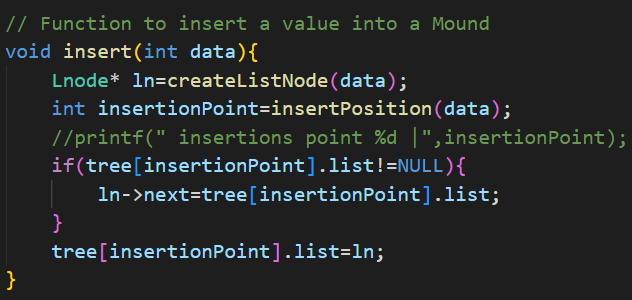 // Function to insert a value into a Mound
void insert(int data){
    Lnode* ln=createListNode(data);
    int insertionPoint=insertPosition(data);
    //printf(" insertions point %d |",insertionPoint);
    if(tree[insertionPoint].list!=NULL){
        ln->next=tree[insertionPoint].list;
    }
    tree[insertionPoint].list=ln;
}